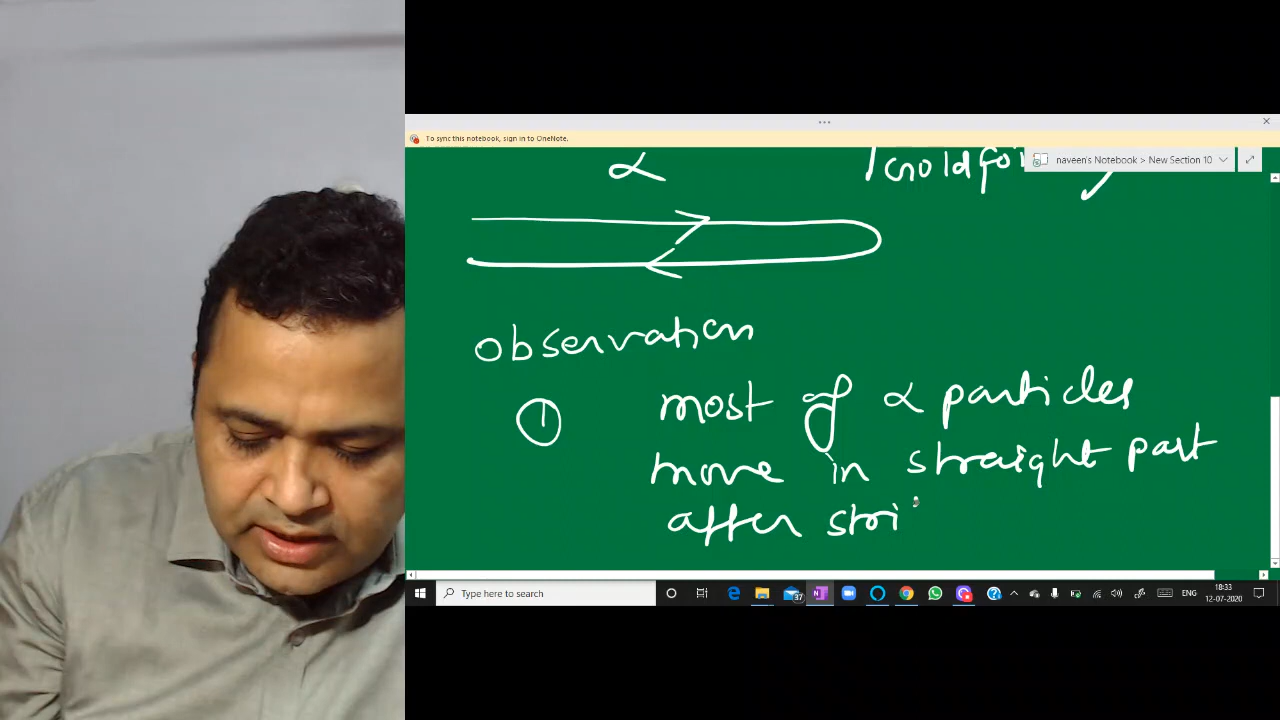 ...
To sync this notebook, sign in to OneNote.
naveen's Notebook > New Section 10
α
observation
① most of α particles
move in straight part
after stri
Type here to search
37
ENG
18:33
12-07-2020